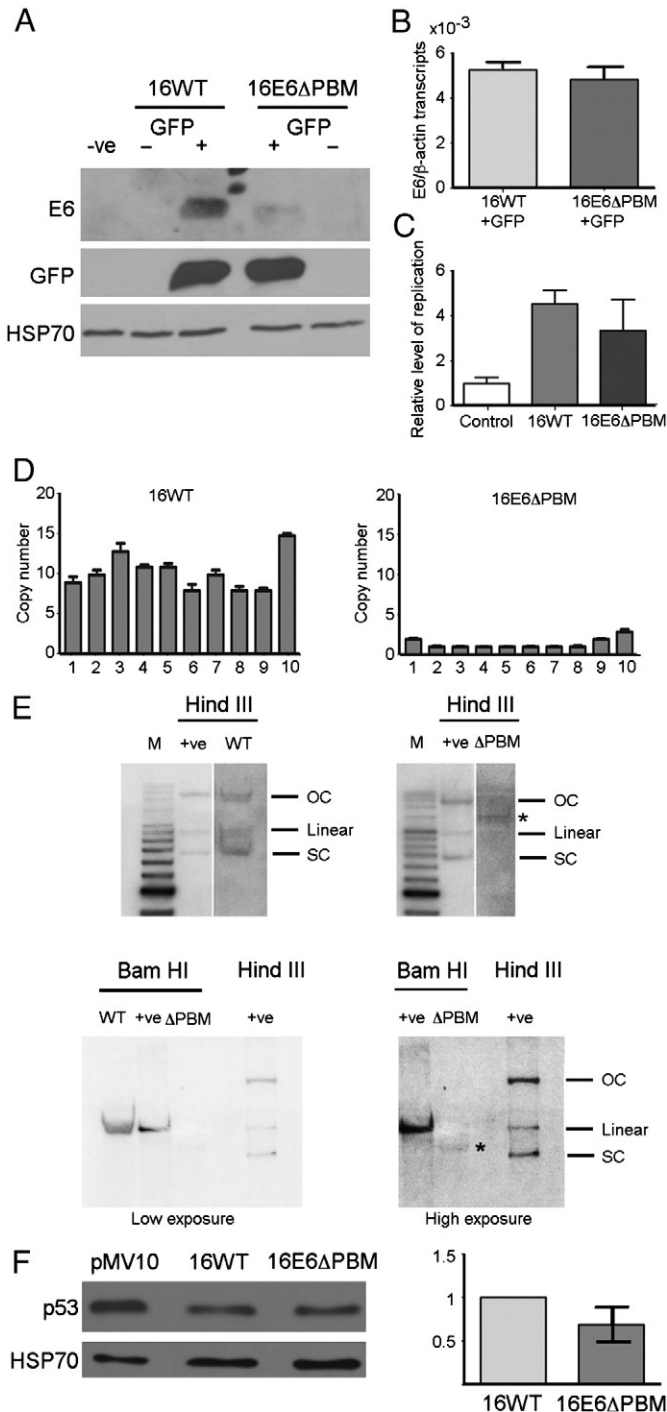 A
16WT 16E6ΔPBM
GFP GFP
-ve – + + –
E6
GFP
HSP70
B
x10⁻³
E6/β-actin transcripts
6
4
2
0
16WT +GFP
16E6ΔPBM +GFP
C
Relative level of replication
6
4
2
0
Control 16WT 16E6ΔPBM
D
16WT
Copy number
20
15
10
5
0
1 2 3 4 5 6 7 8 9 10
16E6ΔPBM
Copy number
20
15
10
5
0
1 2 3 4 5 6 7 8 9 10
E
Hind III
M +ve WT
OC
Linear
SC
Hind III
M +ve ΔPBM
OC
*
Linear
SC
Bam HI Hind III
WT +ve ΔPBM +ve
Low exposure
Bam HI Hind III
+ve ΔPBM +ve
OC
Linear
* SC
High exposure
F
pMV10 16WT 16E6ΔPBM
p53
HSP70
1.5
1
0.5
16WT 16E6ΔPBM